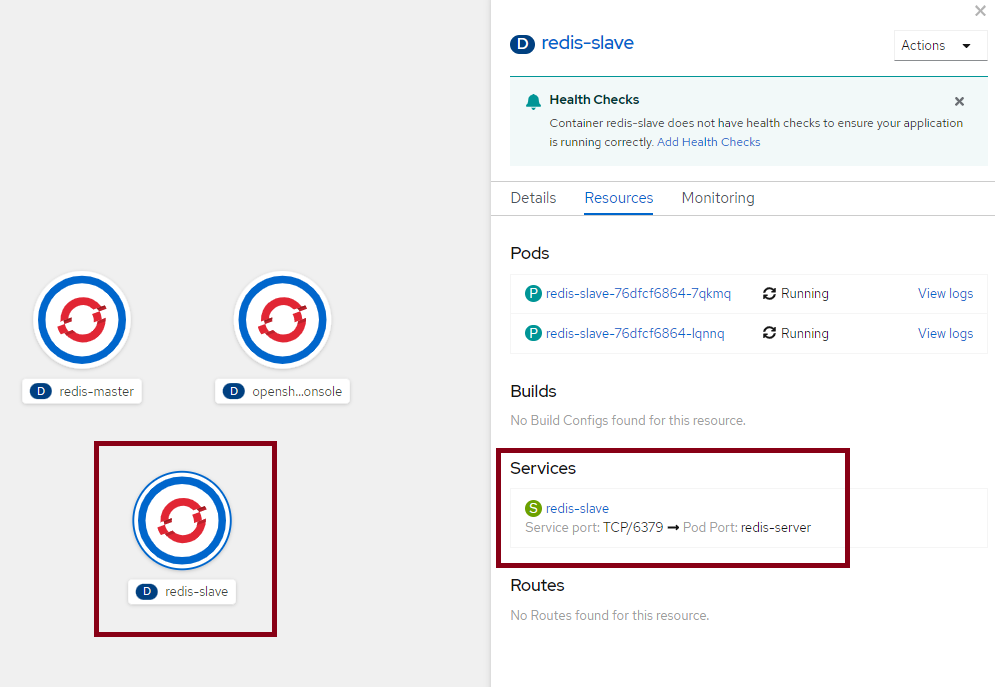 D redis-slave
Actions
Health Checks
Container redis-slave does not have health checks to ensure your application
is running correctly. Add Health Checks
Details Resources Monitoring
Pods
P redis-slave-76dfcf6864-7qkmq Running View logs
P redis-slave-76dfcf6864-lqnnq Running View logs
Builds
No Build Configs found for this resource.
Services
S redis-slave
Service port: TCP/6379 → Pod Port: redis-server
Routes
No Routes found for this resource.
D redis-master
D opensh...onsole
D redis-slave